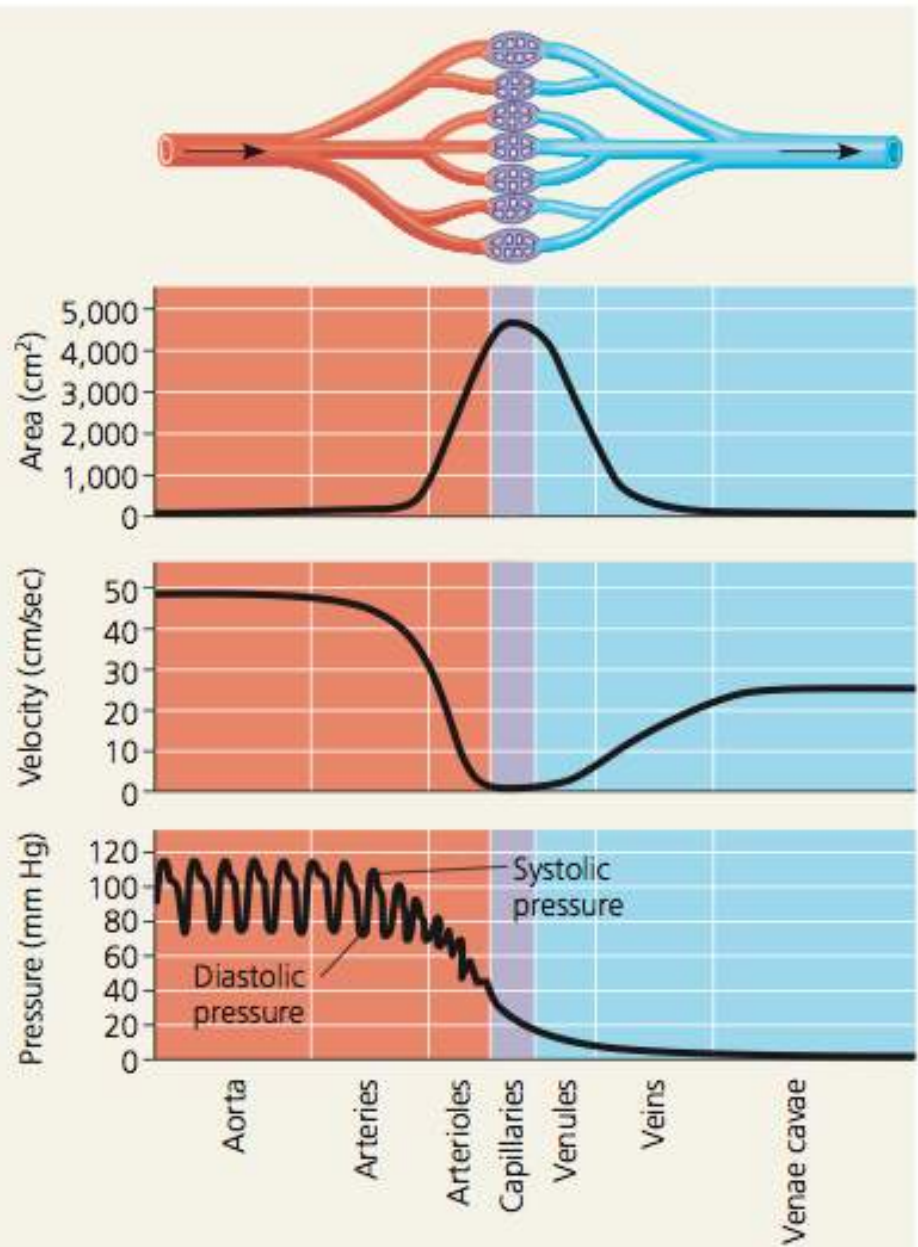 Area (cm²)
5,000
4,000
3,000
2,000
1,000
0
Velocity (cm/sec)
50
40
30
20
10
0
Pressure (mm Hg)
120
100
80
60
40
20
0
Systolic
pressure
Diastolic
pressure
Aorta
Arteries
Arterioles
Capillaries
Venules
Veins
Venae cavae